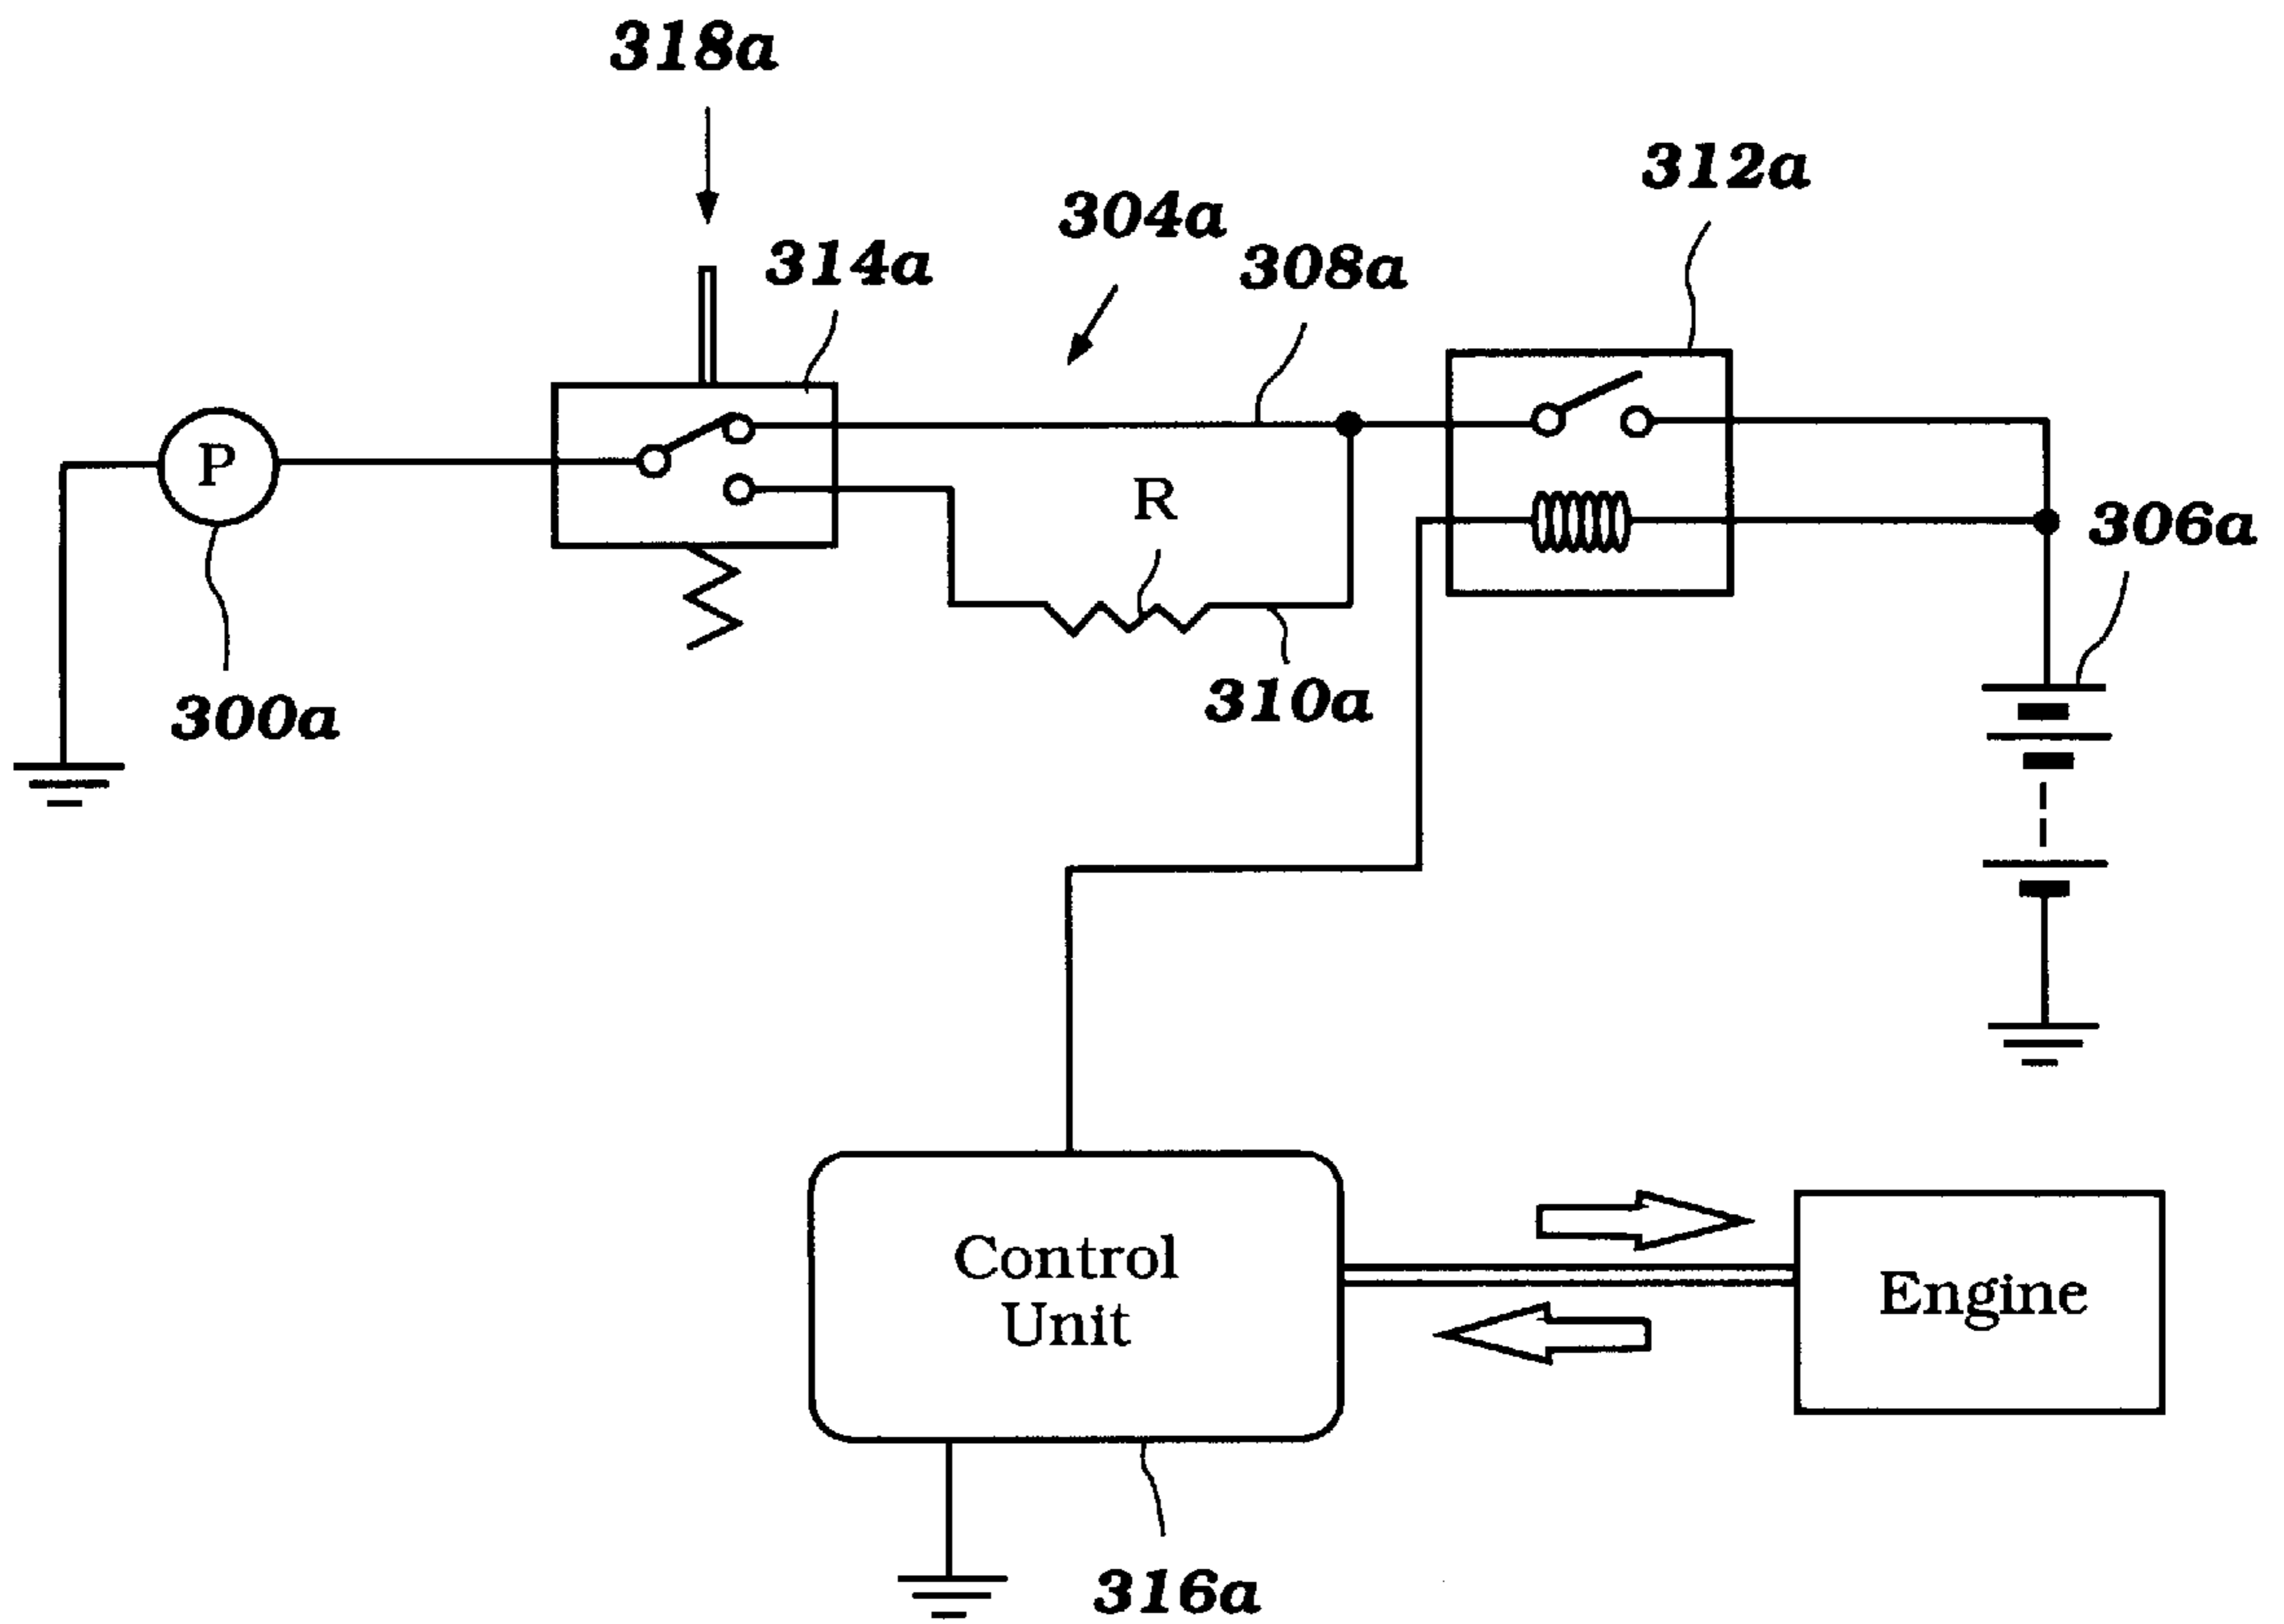 318a
312a
304a
314a
308a
P
R
306a
300a
310a
Control
Unit
Engine
316a